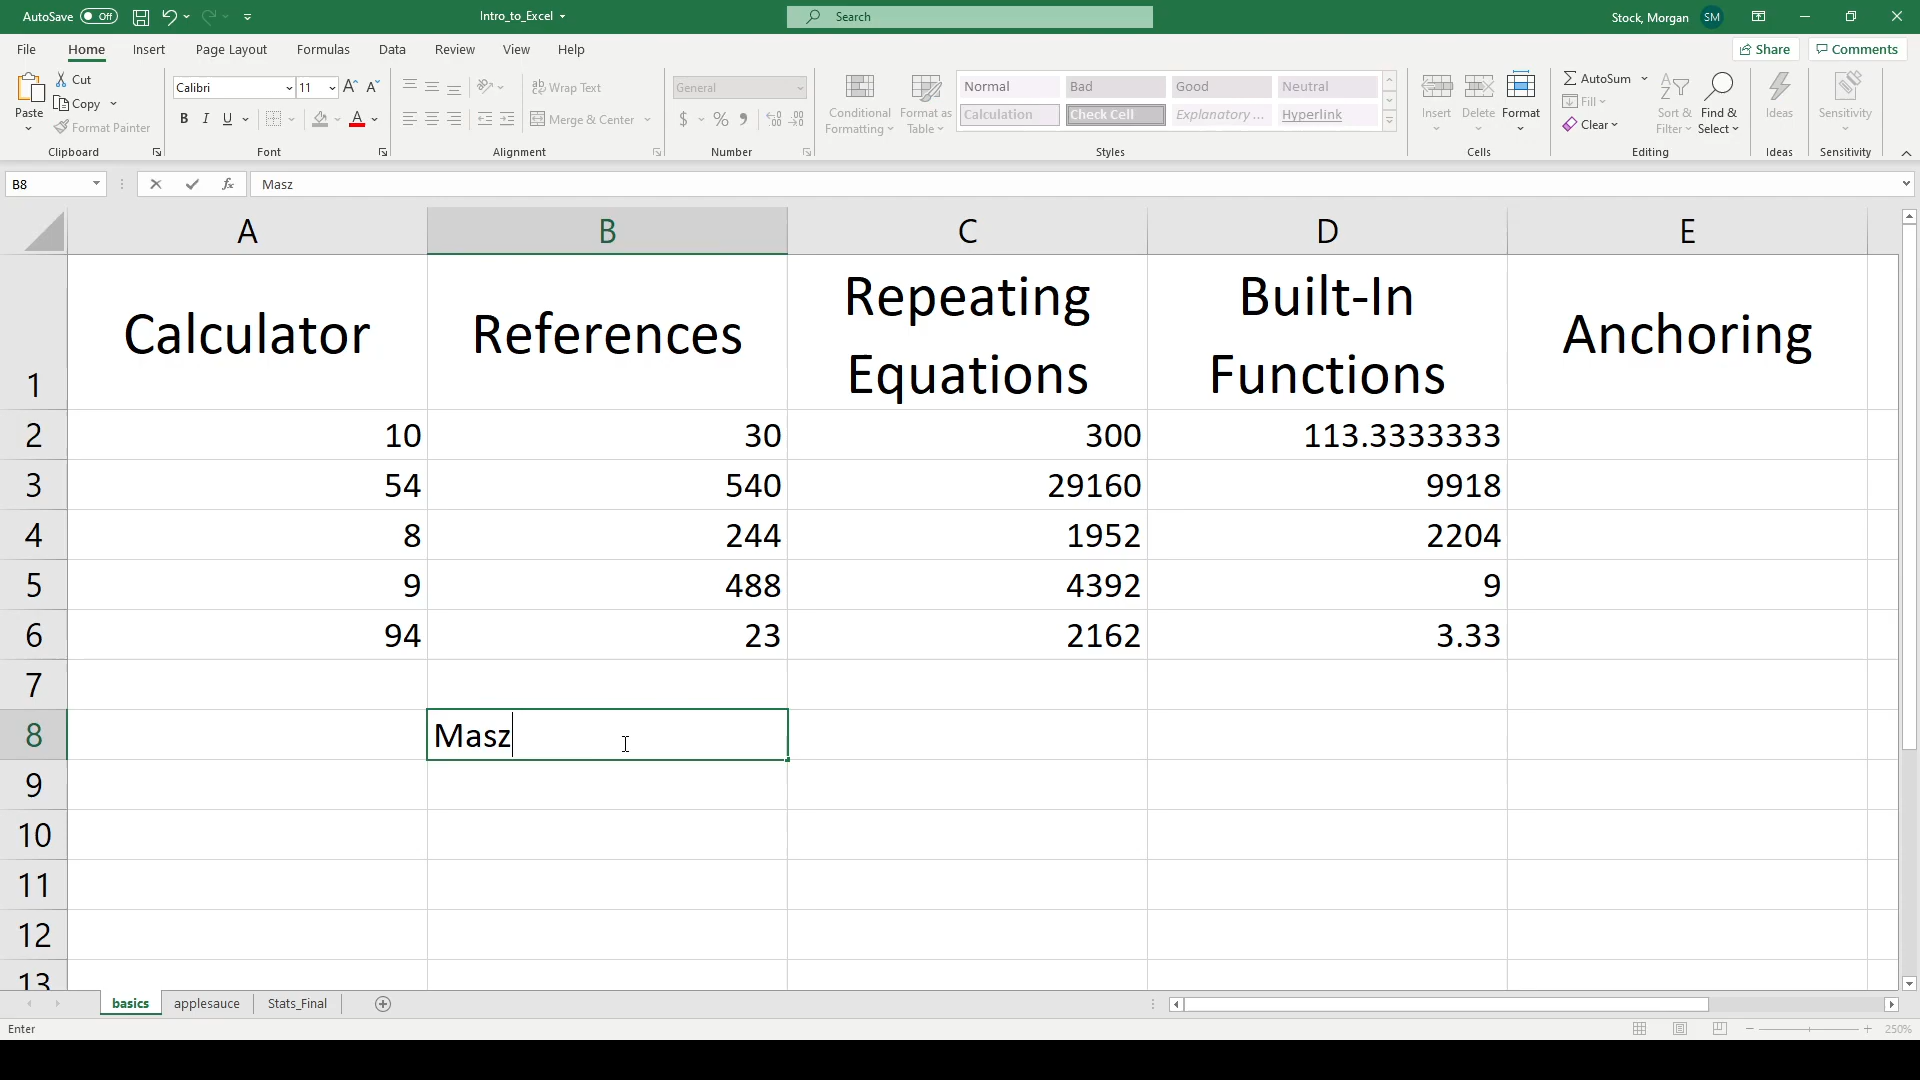 AutoSave Off
Intro_to_Excel
Search
Stock, Morgan SM
File Home Insert Page Layout Formulas Data Review View Help
Share Comments
Paste
Cut
Copy
Format Painter
Clipboard
Calibri 11
B I U
Font
Wrap Text
Merge & Center
Alignment
General
$ % 9
Number
Conditional Formatting
Format as Table
Normal Bad Good Neutral
Calculation Check Cell Explanatory ... Hyperlink
Styles
Insert Delete Format
Cells
AutoSum
Fill
Clear
Sort & Filter
Find & Select
Editing
Ideas
Ideas
Sensitivity
Sensitivity
B8 fx Masz
A B C D E
1 Calculator References Repeating Equations Built-In Functions Anchoring
2 10 30 300 113.3333333
3 54 540 29160 9918
4 8 244 1952 2204
5 9 488 4392 9
6 94 23 2162 3.33
7
8 Masz
9
10
11
12
13
basics applesauce Stats_Final
Enter
250%